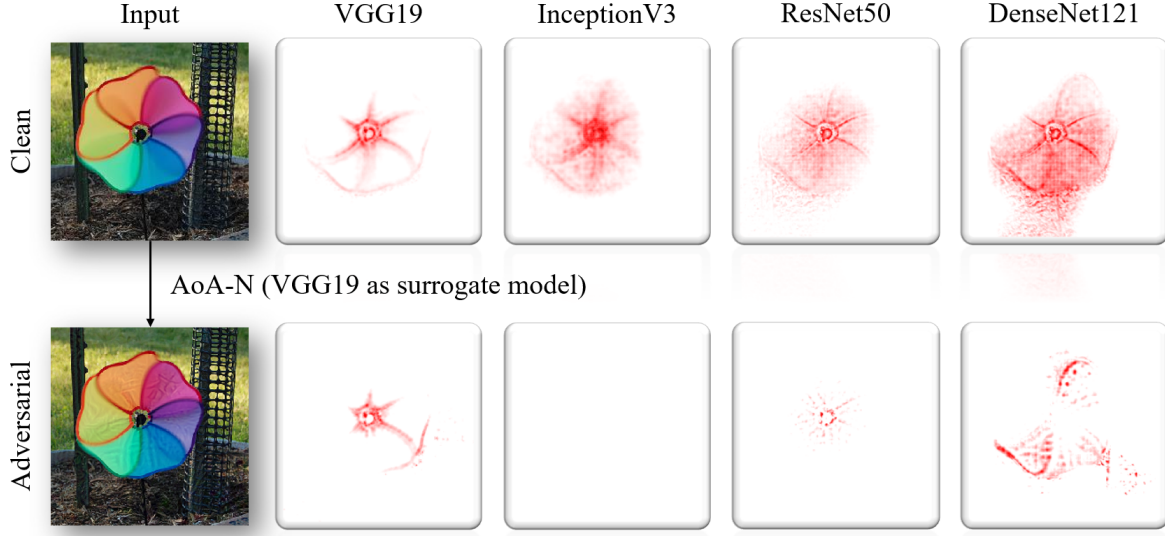 Input VGG19 InceptionV3 ResNet50 DenseNet121
Clean
AoA-N (VGG19 as surrogate model)
Adversarial